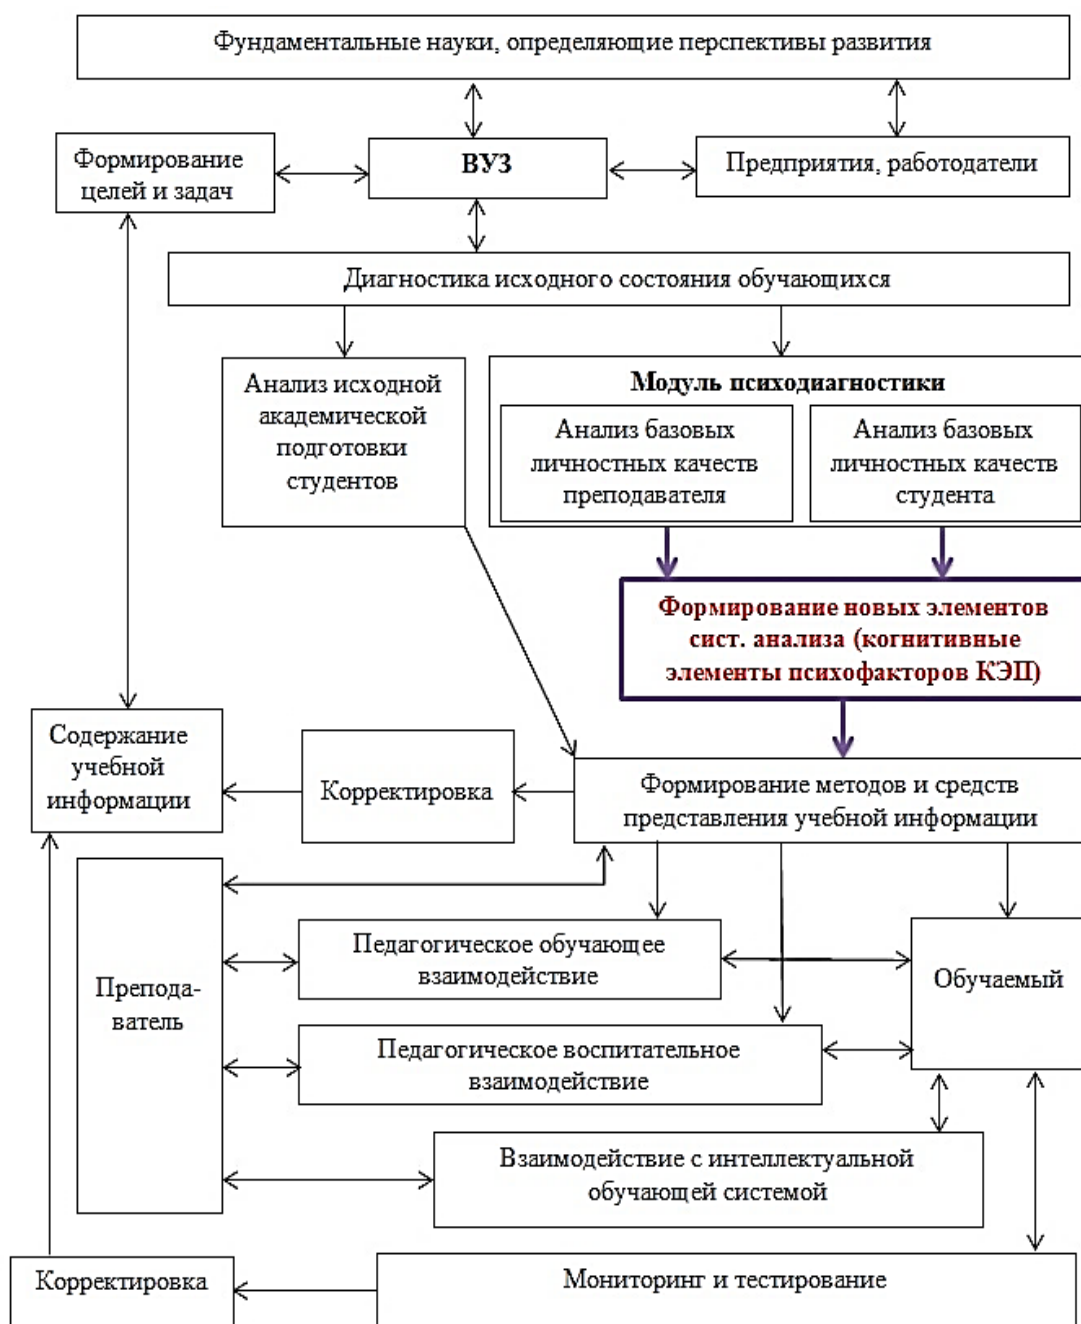 Фундаментальные науки, определяющие перспективы развития
Формирование
целей и задач
ВУЗ
Предприятия, работодатели
Диагностика исходного состояния обучающихся
Анализ исходной
академической
подготовки
студентов
Модуль психодиагностики
Анализ базовых
личностных качеств
преподавателя
Анализ базовых
личностных качеств
студента
Формирование новых элементов
сист. анализа (когнитивные
элементы психофакторов КЭП)
Содержание
учебной
информации
Корректировка
Формирование методов и средств
представления учебной информации
Препода-
ватель
Педагогическое обучающее
взаимодействие
Обучаемый
Педагогическое воспитательное
взаимодействие
Взаимодействие с интеллектуальной
обучающей системой
Корректировка
Мониторинг и тестирование